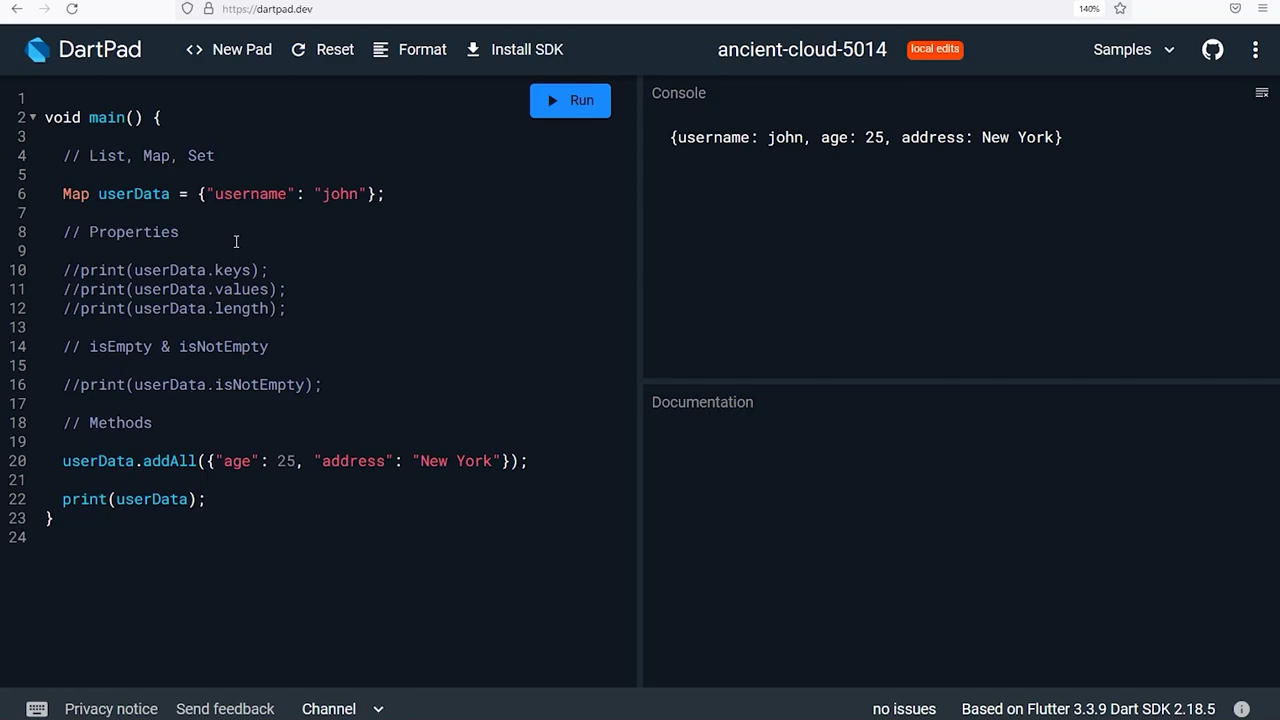 https://dartpad.dev
140%
DartPad
<> New Pad
Reset
Format
Install SDK
ancient-cloud-5014
local edits
Samples
Run
1
2 void main() {
3
4 // List, Map, Set
5
6 Map userData = {"username": "john"};
7
8 // Properties
9
10 //print(userData.keys);
11 //print(userData.values);
12 //print(userData.length);
13
14 // isEmpty & isNotEmpty
15
16 //print(userData.isNotEmpty);
17
18 // Methods
19
20 userData.addAll({"age": 25, "address": "New York"});
21
22 print(userData);
23 }
24
Console
{username: john, age: 25, address: New York}
Documentation
Privacy notice
Send feedback
Channel
no issues
Based on Flutter 3.3.9 Dart SDK 2.18.5